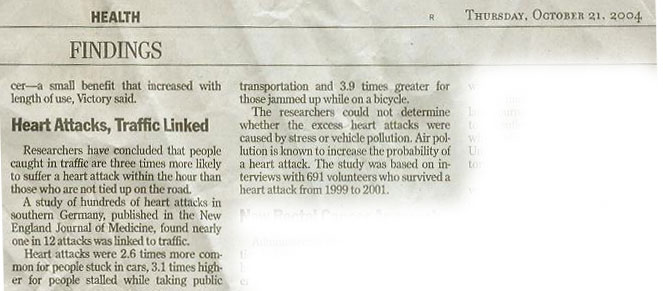 HEALTH
R
THURSDAY, OCTOBER 21, 2004
FINDINGS
cer—a small benefit that increased with
length of use, Victory said.
Heart Attacks, Traffic Linked
Researchers have concluded that people
caught in traffic are three times more likely
to suffer a heart attack within the hour than
those who are not tied up on the road.
A study of hundreds of heart attacks in
southern Germany, published in the New
England Journal of Medicine, found nearly
one in 12 attacks was linked to traffic.
Heart attacks were 2.6 times more com-
mon for people stuck in cars, 3.1 times high-
er for people stalled while taking public
transportation and 3.9 times greater for
those jammed up while on a bicycle.
The researchers could not determine
whether the excess heart attacks were
caused by stress or vehicle pollution. Air pol-
lution is known to increase the probability of
a heart attack. The study was based on in-
terviews with 691 volunteers who survived a
heart attack from 1999 to 2001.